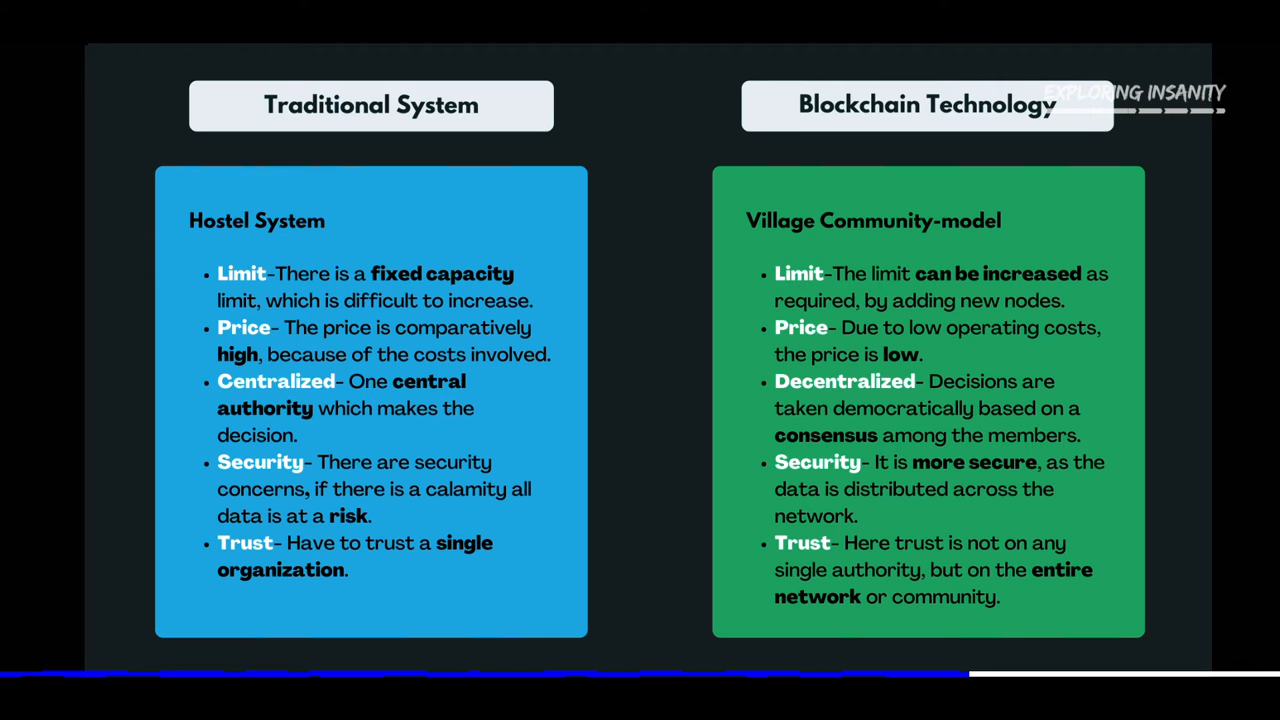 Traditional System
Hostel System
• Limit-There is a fixed capacity
limit, which is difficult to increase.
• Price- The price is comparatively
high, because of the costs involved.
• Centralized- One central
authority which makes the
decision.
• Security- There are security
concerns, if there is a calamity all
data is at a risk.
• Trust- Have to trust a single
organization.
Blockchain Technology
EXPLORING INSANITY
Village Community-model
• Limit-The limit can be increased as
required, by adding new nodes.
• Price- Due to low operating costs,
the price is low.
• Decentralized- Decisions are
taken democratically based on a
consensus among the members.
• Security- It is more secure, as the
data is distributed across the
network.
• Trust- Here trust is not on any
single authority, but on the entire
network or community.